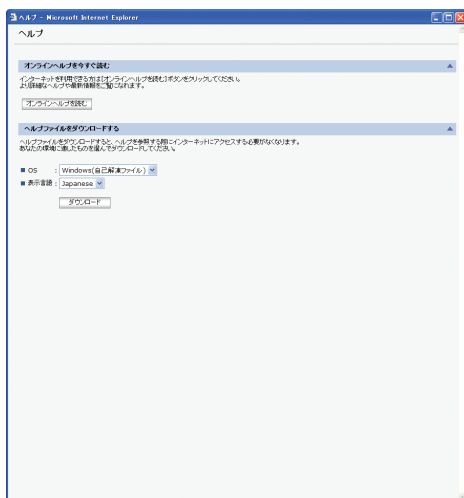 ヘルプ - Microsoft Internet Explorer
ヘルプ
オンラインヘルプを今すぐ読む
インターネットを利用できる方は[オンラインヘルプを読む]ボタンをクリックしてください。
より詳細なヘルプや最新情報をご覧になれます。
オンラインヘルプを読む
ヘルプファイルをダウンロードする
ヘルプファイルをダウンロードすると、ヘルプを参照する際にインターネットにアクセスする必要がなくなります。
あなたの環境に適したものを選んでダウンロードしてください。
■ OS : Windows(自己解凍ファイル)
■ 表示言語 : Japanese
ダウンロード